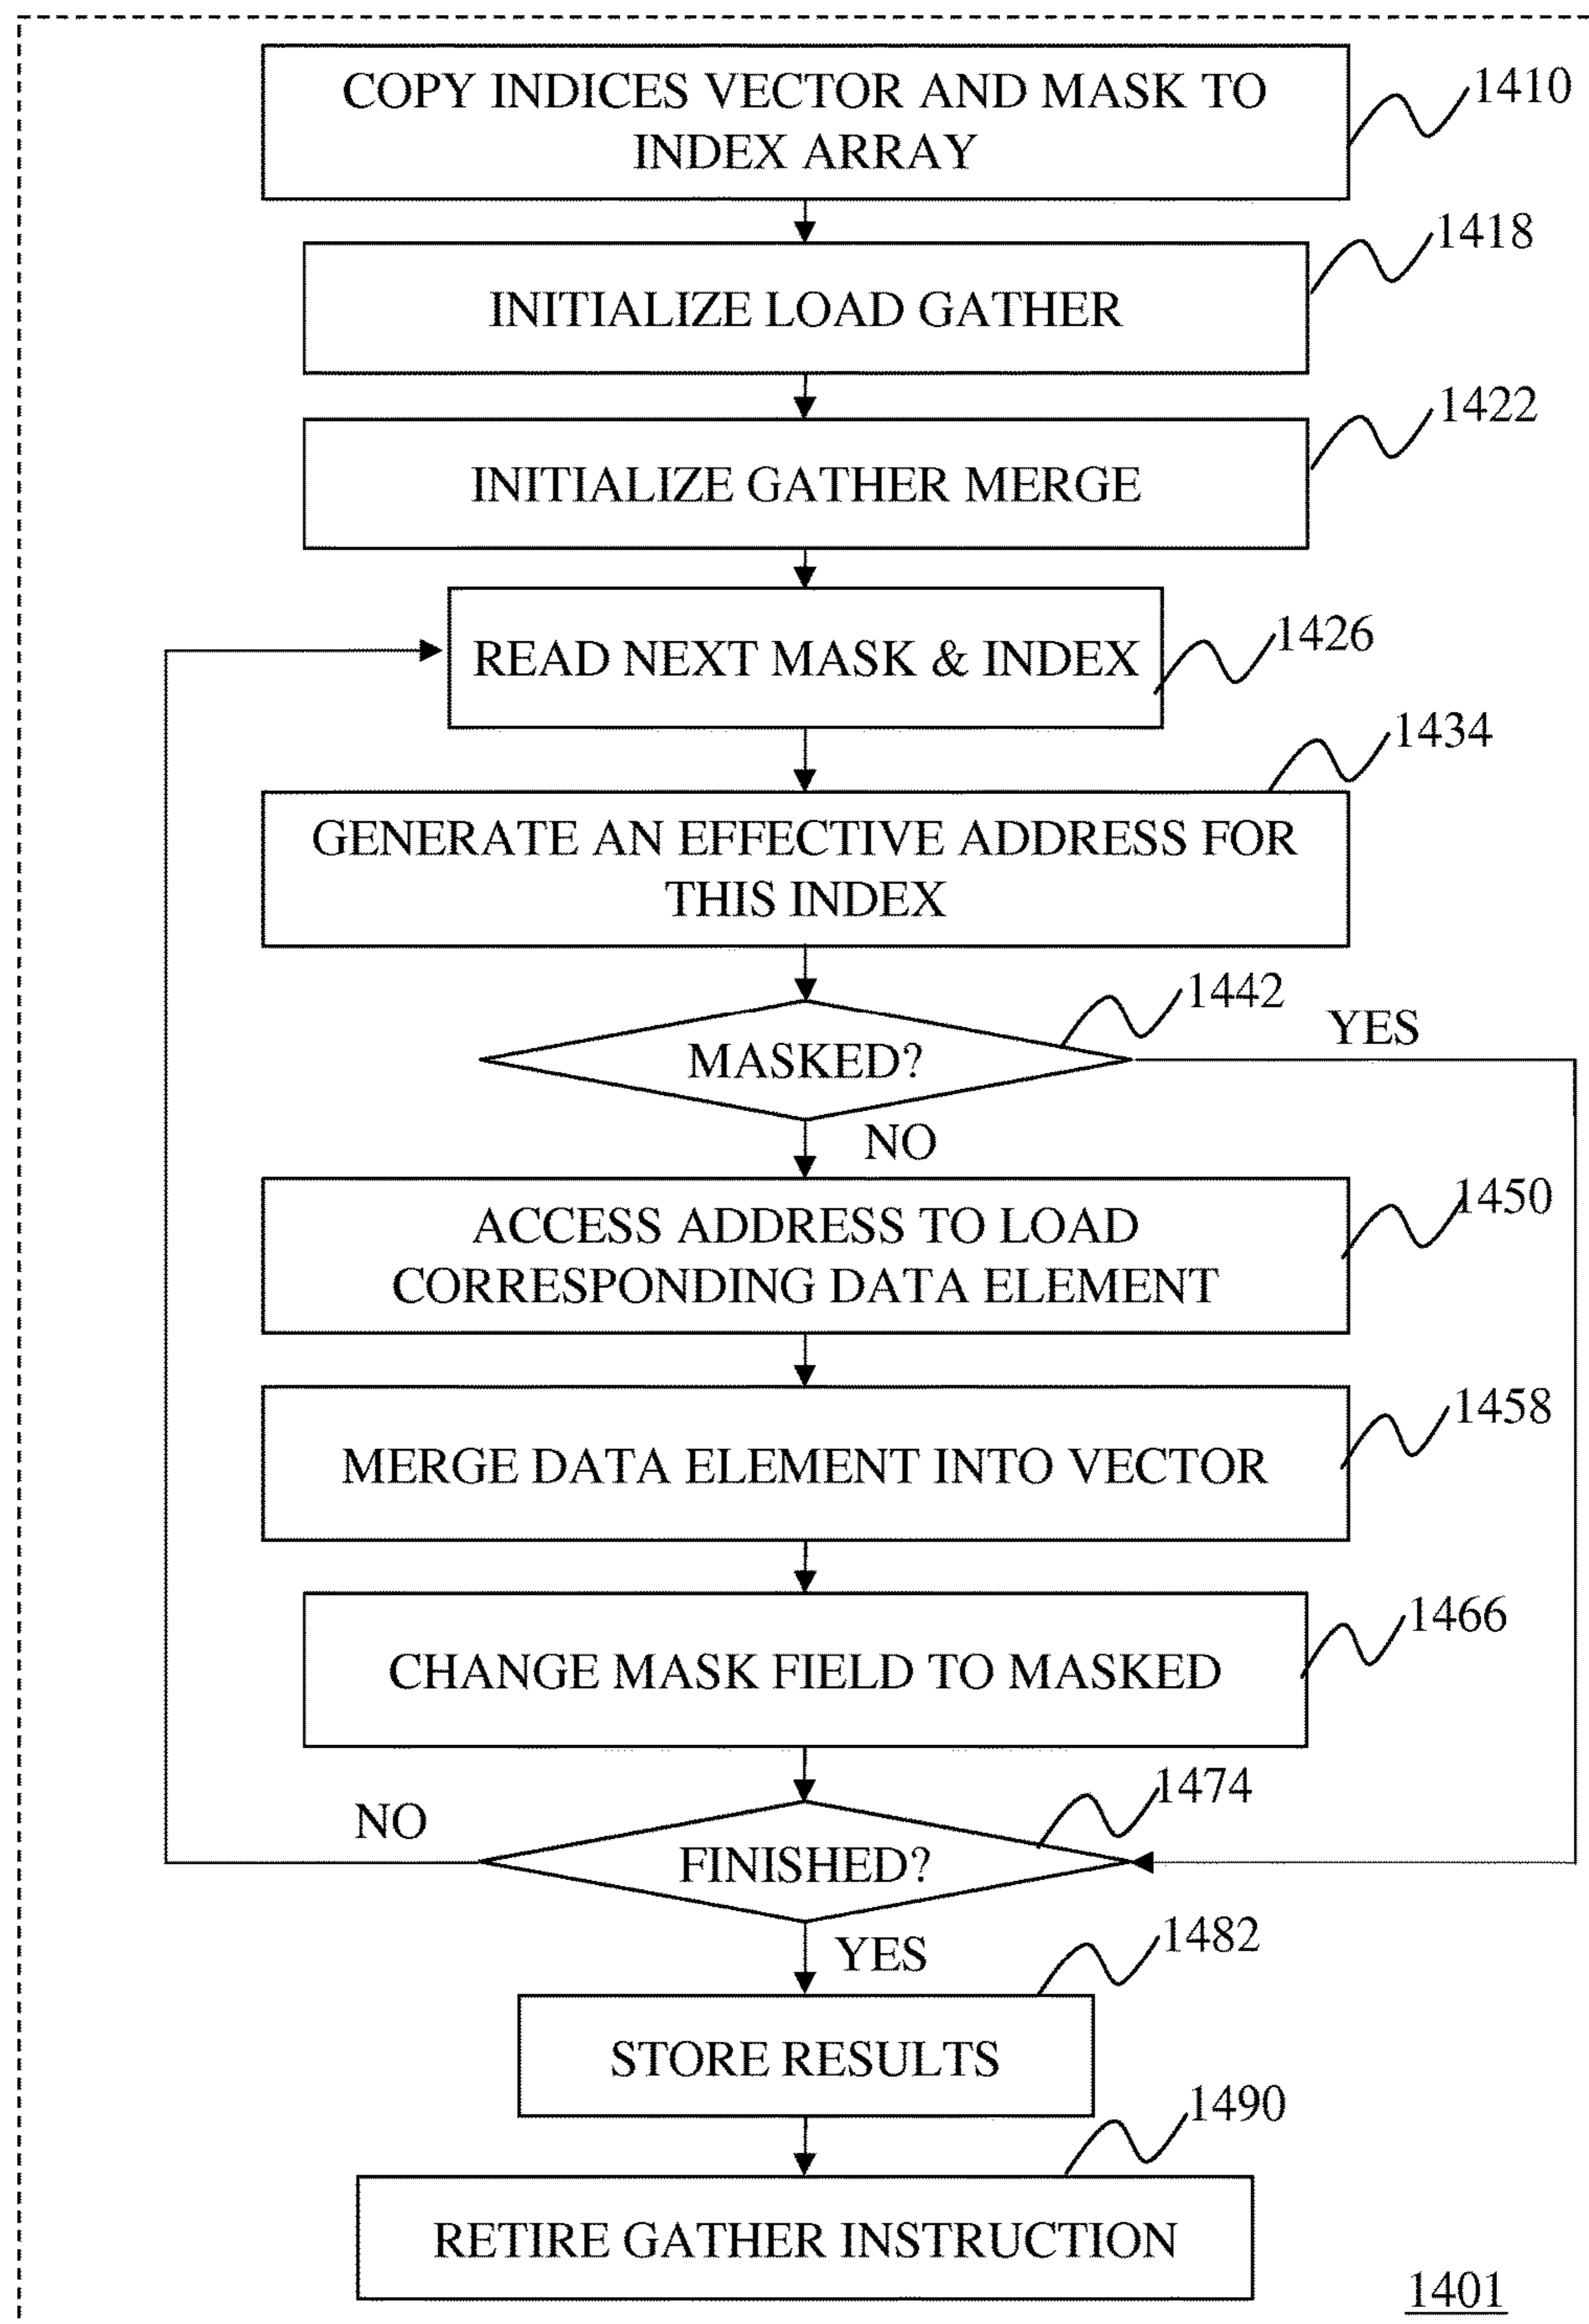 COPY INDICES VECTOR AND MASK TO
INDEX ARRAY
1410
1418
INITIALIZE LOAD GATHER
1422
INITIALIZE GATHER MERGE
1426
READ NEXT MASK & INDEX
1434
GENERATE AN EFFECTIVE ADDRESS FOR
THIS INDEX
1442
YES
MASKED?
NO
1450
ACCESS ADDRESS TO LOAD
CORRESPONDING DATA ELEMENT
1458
MERGE DATA ELEMENT INTO VECTOR
1466
CHANGE MASK FIELD TO MASKED
1474
NO
FINISHED?
YES
1482
STORE RESULTS
1490
RETIRE GATHER INSTRUCTION
1401